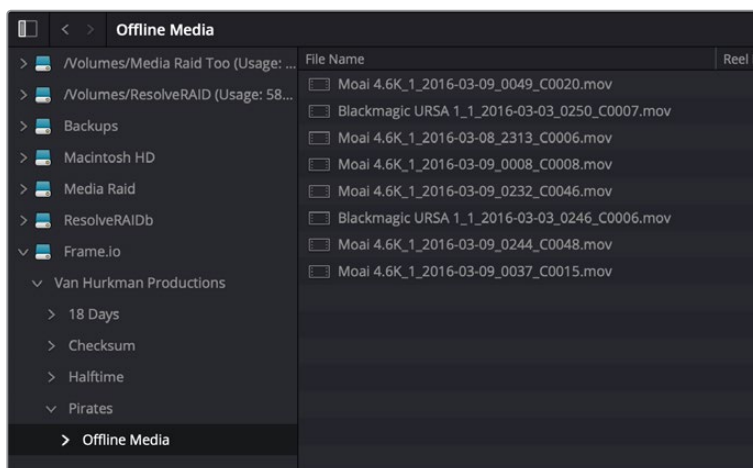 Offline Media
/Volumes/Media Raid Too (Usage: ...
/Volumes/ResolveRAID (Usage: 58...
Backups
Macintosh HD
Media Raid
ResolveRAIDb
Frame.io
Van Hurkman Productions
18 Days
Checksum
Halftime
Pirates
Offline Media
File Name
Reel
Moai 4.6K_1_2016-03-09_0049_C0020.mov
Blackmagic URSA 1_1_2016-03-03_0250_C0007.mov
Moai 4.6K_1_2016-03-08_2313_C0006.mov
Moai 4.6K_1_2016-03-09_0008_C0008.mov
Moai 4.6K_1_2016-03-09_0232_C0046.mov
Blackmagic URSA 1_1_2016-03-03_0246_C0006.mov
Moai 4.6K_1_2016-03-09_0244_C0048.mov
Moai 4.6K_1_2016-03-09_0037_C0015.mov